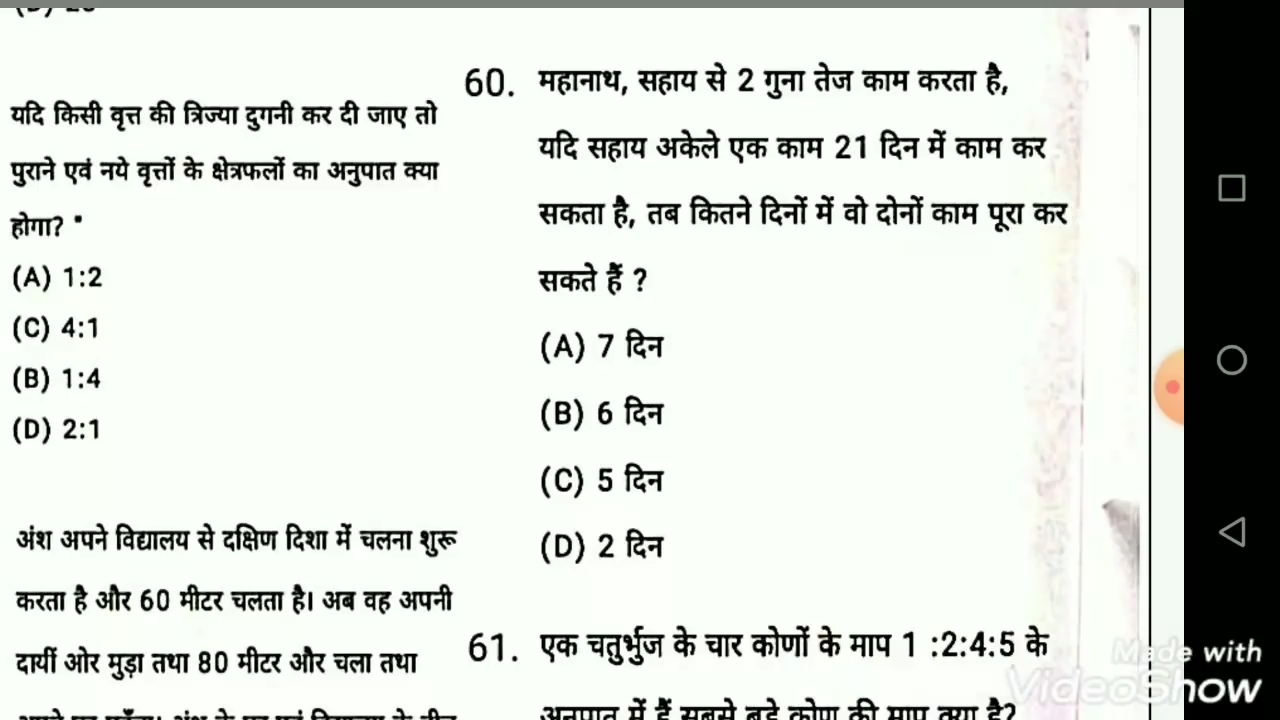 यदि किसी वृत्त की त्रिज्या दुगनी कर दी जाए तो
पुराने एवं नये वृत्तों के क्षेत्रफलों का अनुपात क्या
होगा? "
(A) 1:2
(C) 4:1
(B) 1:4
(D) 2:1
अंश अपने विद्यालय से दक्षिण दिशा में चलना शुरू
करता है और 60 मीटर चलता है। अब वह अपनी
दायीं ओर मुड़ा तथा 80 मीटर और चला तथा
60. महानाथ, सहाय से 2 गुना तेज काम करता है,
यदि सहाय अकेले एक काम 21 दिन में काम कर
सकता है, तब कितने दिनों में वो दोनों काम पूरा कर
सकते हैं ?
(A) 7 दिन
(B) 6 दिन
(C) 5 दिन
(D) 2 दिन
61. एक चतुर्भुज के चार कोणों के माप 1 :2:4:5 के
अनुपात में हैं सबसे बड़े कोण की माप क्या है?
Made with
VideoShow